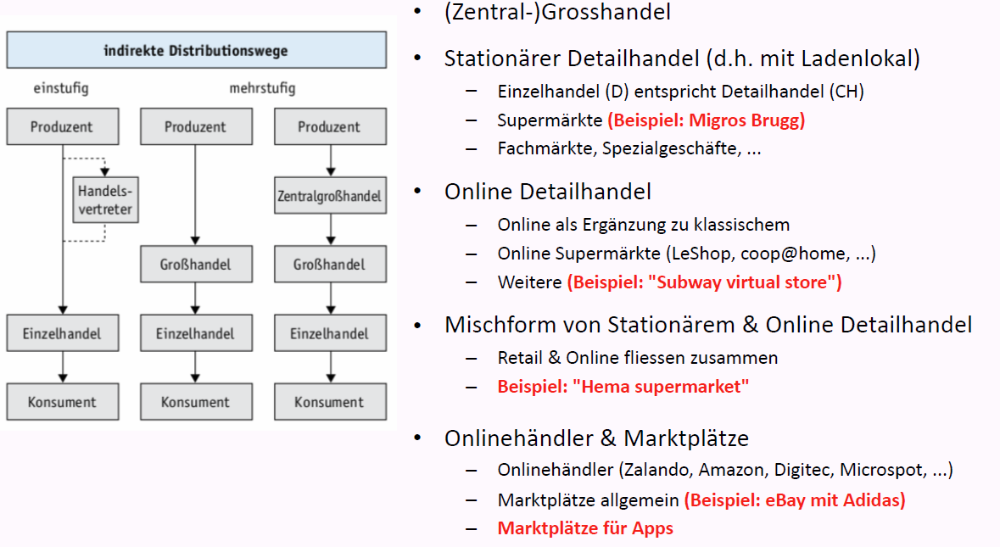 indirekte Distributionswege
einstufig
mehrstufig
Produzent
Produzent
Produzent
Handels-
vertreter
Zentralgroßhandel
Großhandel
Großhandel
Einzelhandel
Einzelhandel
Einzelhandel
Konsument
Konsument
Konsument
• (Zentral-)Grosshandel
• Stationärer Detailhandel (d.h. mit Ladenlokal)
– Einzelhandel (D) entspricht Detailhandel (CH)
– Supermärkte (Beispiel: Migros Brugg)
– Fachmärkte, Spezialgeschäfte, ...
• Online Detailhandel
– Online als Ergänzung zu klassischem
– Online Supermärkte (LeShop, coop@home, ...)
– Weitere (Beispiel: "Subway virtual store")
• Mischform von Stationärem & Online Detailhandel
– Retail & Online fliessen zusammen
– Beispiel: "Hema supermarket"
• Onlinehändler & Marktplätze
– Onlinehändler (Zalando, Amazon, Digitec, Microspot, ...)
– Marktplätze allgemein (Beispiel: eBay mit Adidas)
– Marktplätze für Apps